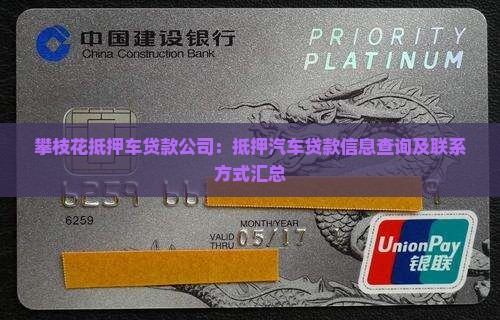 中国建设银行
China Construction Bank
PRIORITY
PLATINUM
攀枝花抵押车贷款公司：抵押汽车贷款信息查询及联系
方式汇总
6259
6259
MONTH/YEAR
VALID
THRU
05/17
UnionPay
银联